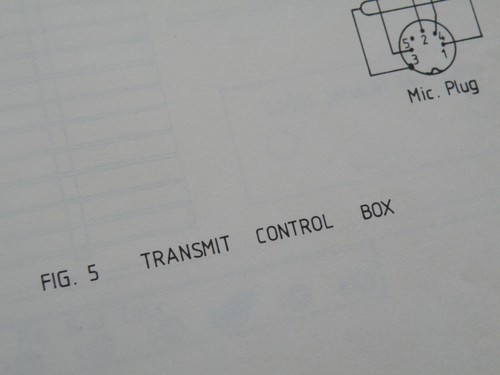 5 2 4
3 1
Mic. Plug
FIG. 5 TRANSMIT CONTROL BOX